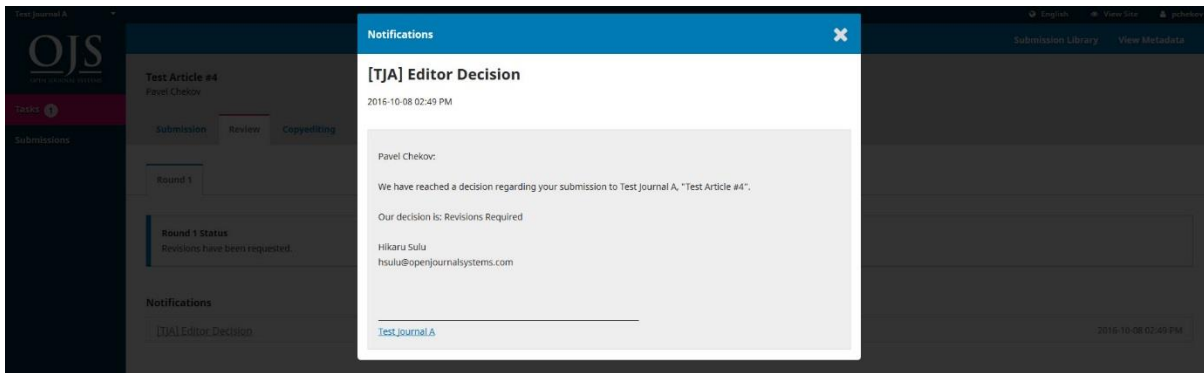 Test Journal A
English
View Site
pchekov
OJS
OPEN JOURNAL SYSTEMS
Submission Library
View Metadata
Tasks 1
Submissions
Test Article #4
Pavel Chekov
Submission
Review
Copyediting
Round 1
Round 1 Status
Revisions have been requested.
Notifications
[TJA] Editor Decision
2016-10-08 02:49 PM
Notifications
[TJA] Editor Decision
2016-10-08 02:49 PM
Pavel Chekov:
We have reached a decision regarding your submission to Test Journal A, "Test Article #4".
Our decision is: Revisions Required
Hikaru Sulu
hsulu@openjournalsystems.com
Test Journal A